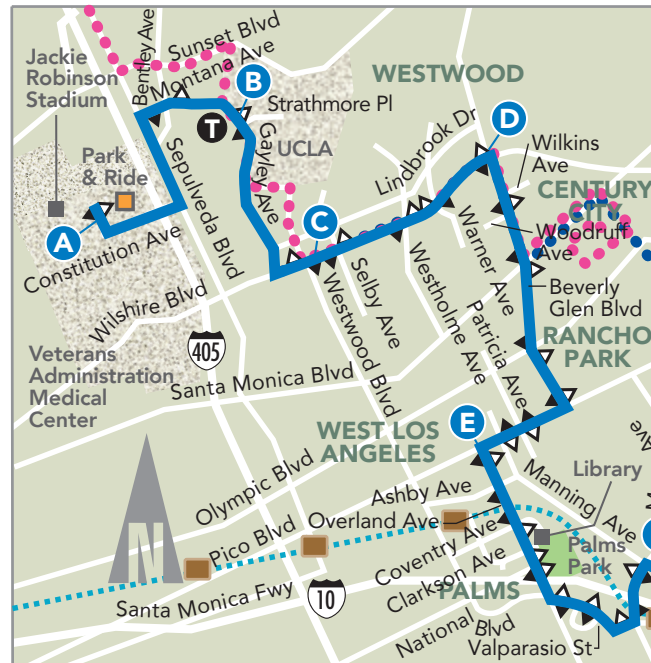 Jackie
Robinson
Stadium
Bentley Ave
Sunset Blvd
Montana Ave
B
WESTWOOD
Strathmore Pl
T
UCLA
Gayley Ave
Park
& Ride
A
Constitution Ave
Sepulveda Blvd
Lindbrook Dr
D
Wilkins
Ave
CENTURY
CITY
Woodruff
Ave
C
Warner Ave
Beverly
Glen Blvd
Wilshire Blvd
Selby Ave
Westholme Ave
Westwood Blvd
Patricia Ave
RANCHO
PARK
405
Veterans
Administration
Medical
Center
Santa Monica Blvd
E
WEST LOS
ANGELES
Olympic Blvd
Ashby Ave
Overland Ave
Manning Ave
Library
Palms
Park
N
Pico Blvd
Coventry Ave
Clarkson Ave
PALMS
10
Santa Monica Fwy
National
Blvd
Valparasio St
Ave